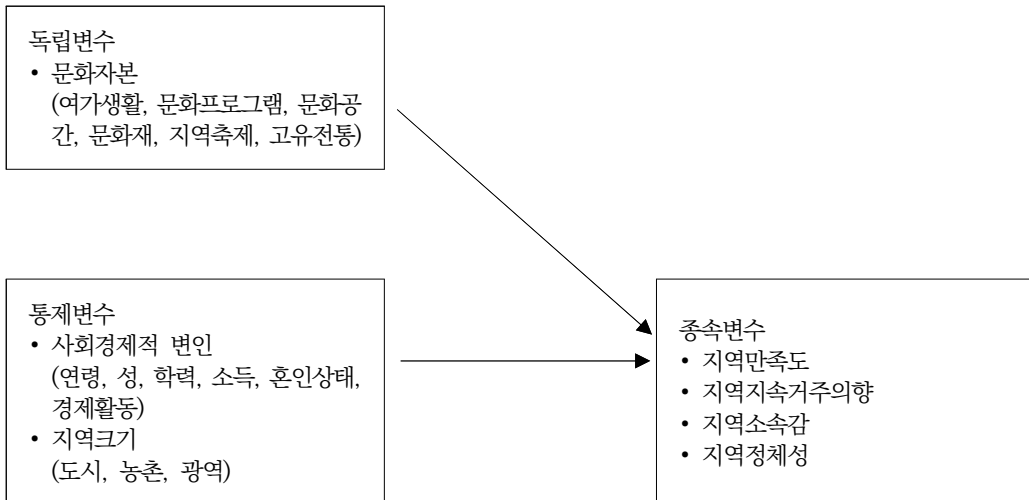 독립변수
• 문화자본
(여가생활, 문화프로그램, 문화공
간, 문화재, 지역축제, 고유전통)
통제변수
• 사회경제적 변인
(연령, 성, 학력, 소득, 혼인상태,
경제활동)
• 지역크기
(도시, 농촌, 광역)
종속변수
• 지역만족도
• 지역지속거주의향
• 지역소속감
• 지역정체성